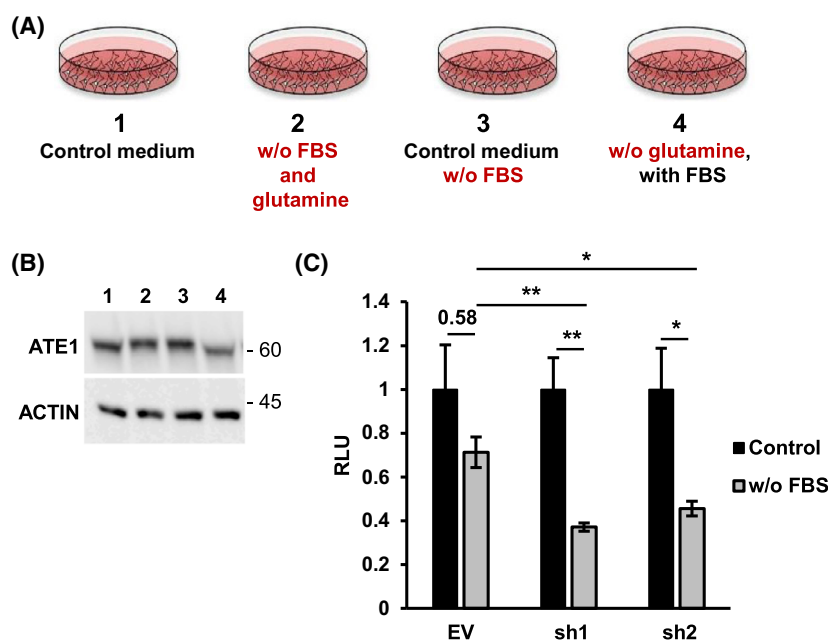 (A)
1
Control medium
2
w/o FBS
and
glutamine
3
Control medium
w/o FBS
4
w/o glutamine,
with FBS
(B)
1 2 3 4
ATE1
- 60
ACTIN
- 45
(C)
*
**
0.58
**
*
1.4
1.2
1
0.8
0.6
0.4
0.2
0
RLU
EV
sh1
sh2
Control
w/o FBS